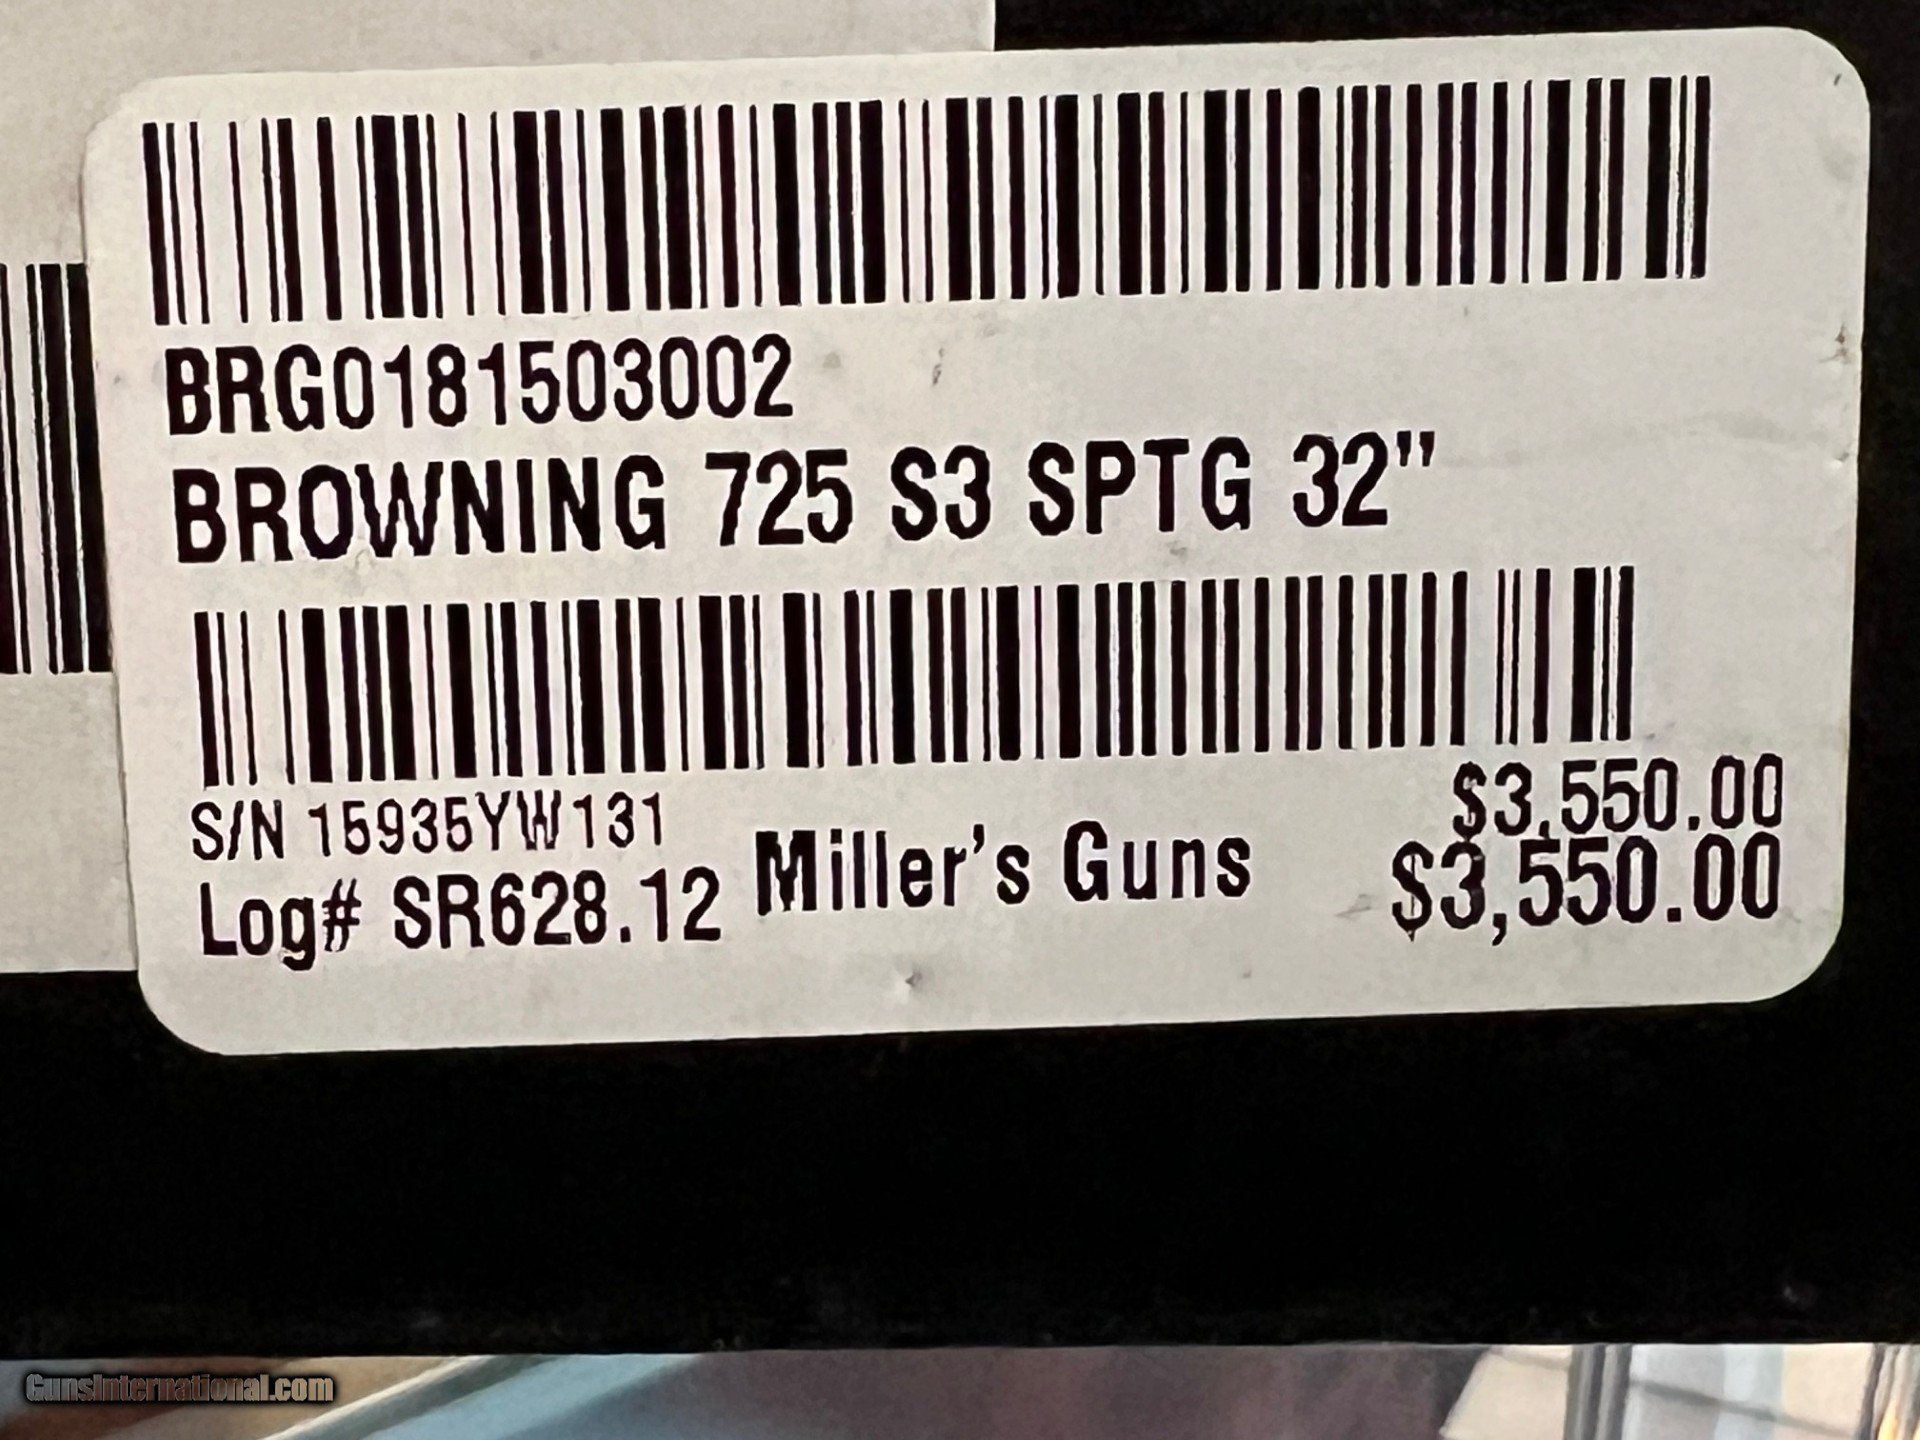 BRG0181503002
BROWNING 725 S3 SPTG 32"
S/N 15935YW131
$3,550.00
Log# SR628.12 Miller's Guns $3,550.00
GunsInternational.com